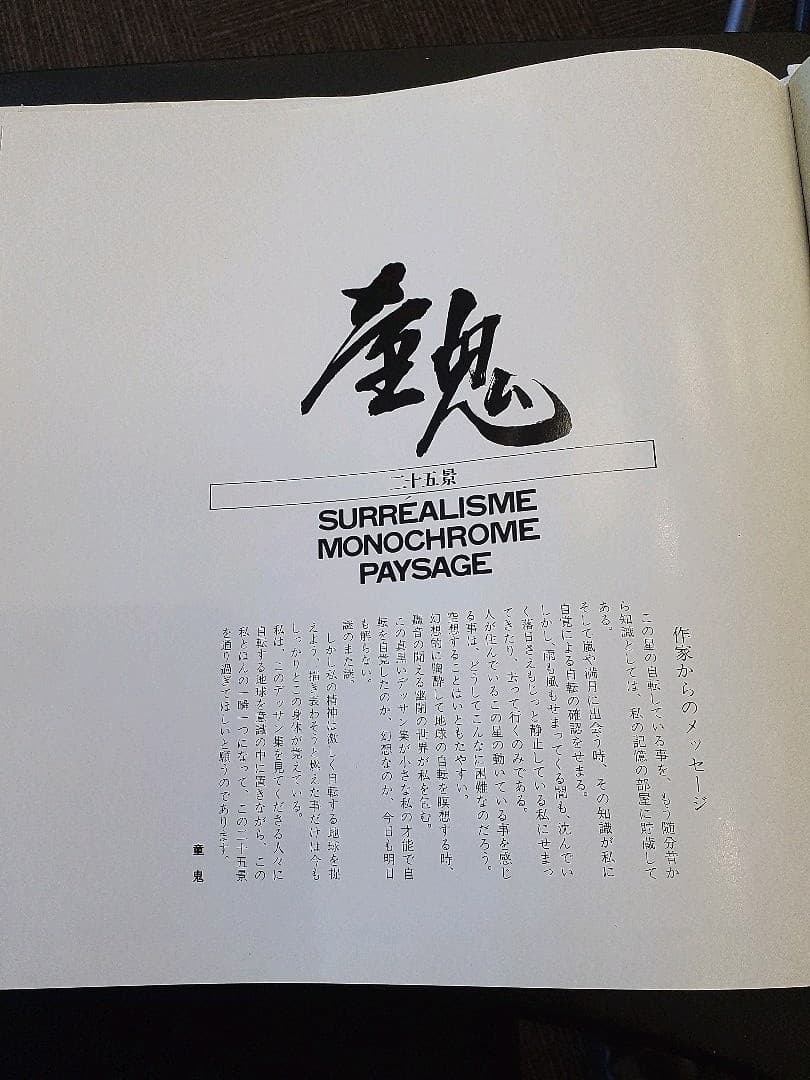 童鬼
二十五景
SURRÉALISME
MONOCHROME
PAYSAGE
作家からのメッセージ
この星の自転している事を、もう随分昔か
ら知識としては、私の記憶の部屋に貯蔵して
ある。
そして風や満月に出会う時、その知識が私に
自覚による自転の確認をせまる。
しかし、雨も風もせまってくる闇も、沈んでい
く落日さえもじっと静止している私にせまっ
てきたり、去って行くのみである。
人が住んでいるこの星の動いている事を感じ
る事は、どうしてこんなに困難なのだろう。
空想することはいともたやすい。
幻想的に陶酔して地球の自転を瞑想する時、
轟音の聞える幽閉の世界が私を包む。
この真黒いデッサン集が小さな私の才能で自
転を自覚したのか、幻想なのか、今日も明日
も解らない。
謎のまた謎、
しかし私の精神に激しく自転する地球を捉
えよう、描き表わそうと燃えた事だけは今も
しっかりとこの身体が覚えている。
私は、このデッサン集を見てくださる人々に
自転する地球を意識の中に置きながら、この
私とほんの一瞬一つになって、この二十五景
を通り過ぎてほしいと願うのであります。
童鬼